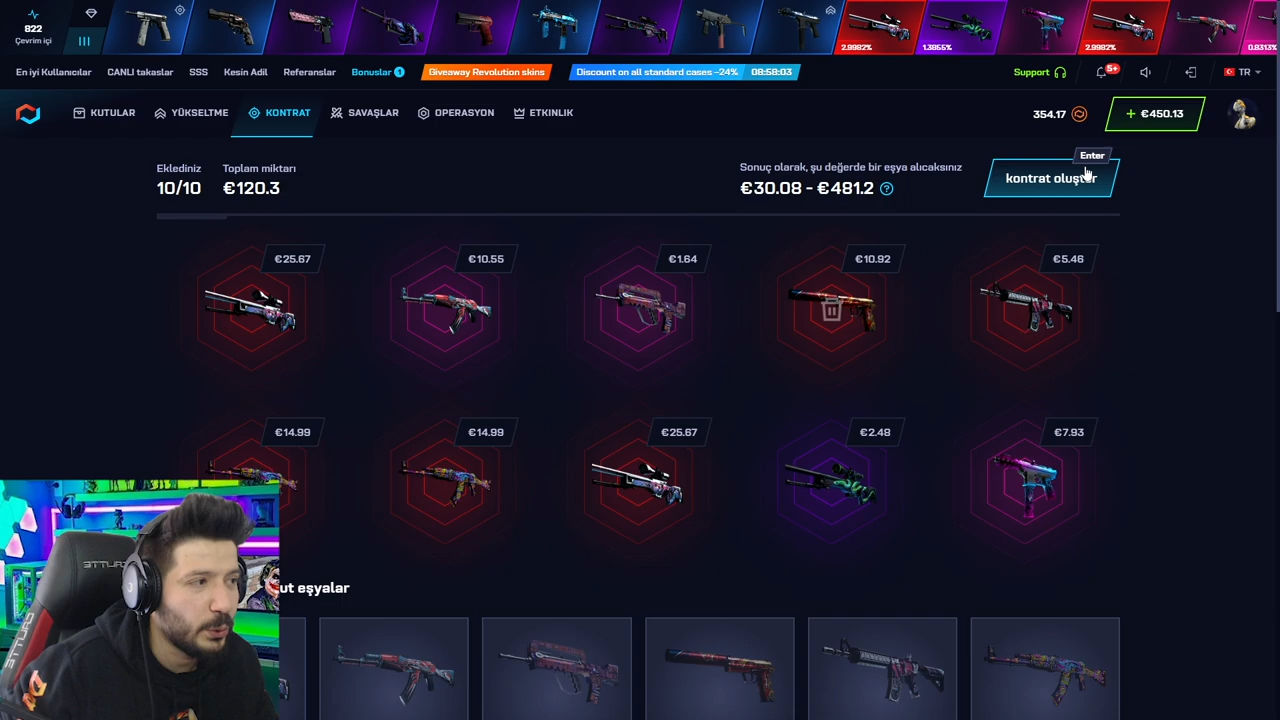 822
Çevrim içi
2.9982%
1.3855%
2.9982%
0.8313%
En iyi Kullanıcılar
CANLI takaslar
SSS
Kesin Adil
Referanslar
Bonuslar 1
Giveaway Revolution skins
Discount on all standard cases -24% 08:58:03
Support
5+
TR
KUTULAR
YÜKSELTME
KONTRAT
SAVAŞLAR
OPERASYON
ETKINLIK
354.17
+ €450.13
Eklediniz
10/10
Toplam miktarı
€120.3
Sonuç olarak, şu değerde bir eşya alıcaksınız
€30.08 - €481.2 ?
Enter
kontrat oluştur
€25.67
€10.55
€1.64
€10.92
€5.46
€14.99
€14.99
€25.67
€2.48
€7.93
ut eşyalar